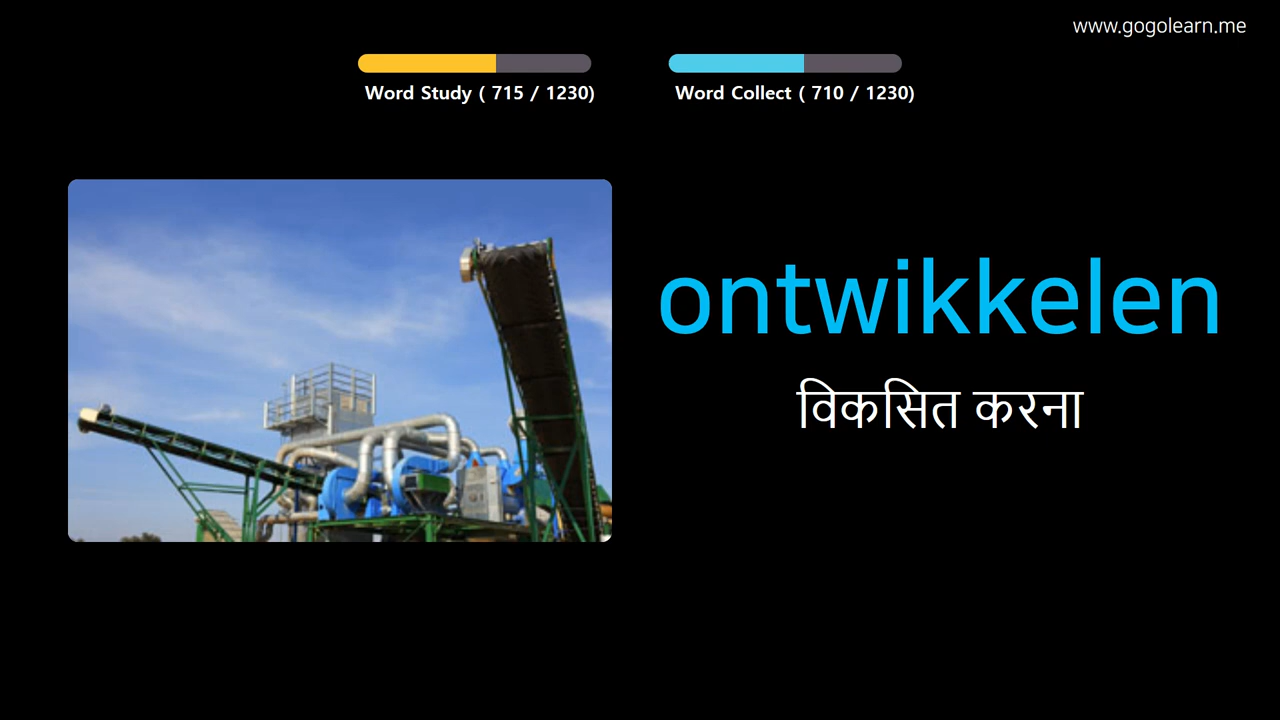 www.gogolearn.me
Word Study ( 715 / 1230)
Word Collect ( 710 / 1230)
ontwikkelen
विकसित करना